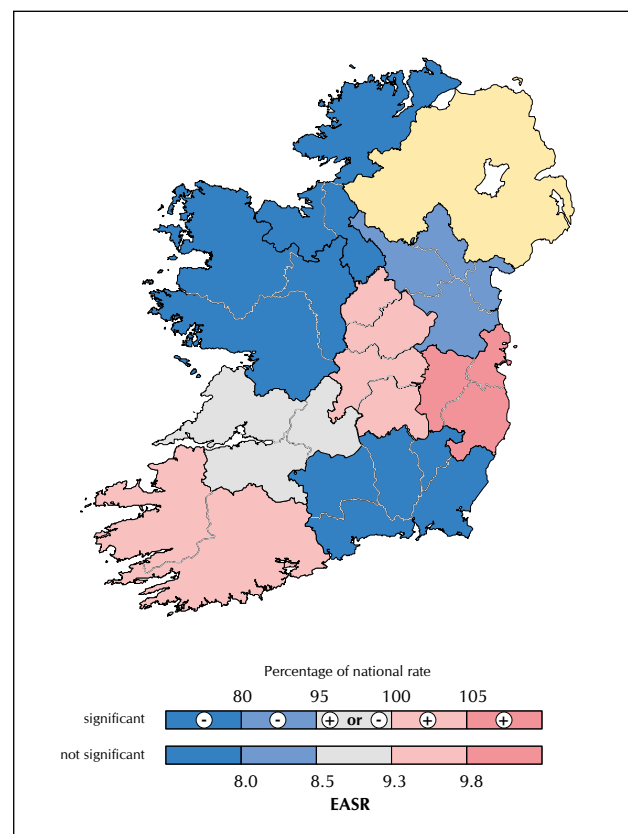 Percentage of national rate
80 95 100 105
significant - - + or - + +
not significant
8.0 8.5 9.3 9.8
EASR